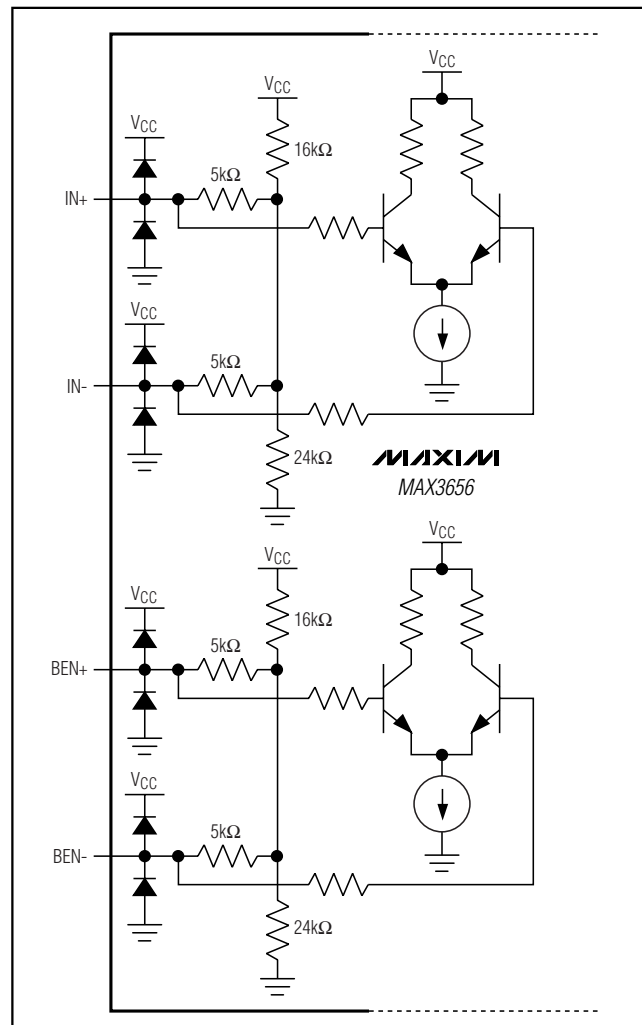 VCC
VCC
VCC
16kΩ
5kΩ
IN+
VCC
5kΩ
IN-
24kΩ
MAXIM
MAX3656
VCC
VCC
VCC
16kΩ
5kΩ
BEN+
VCC
5kΩ
BEN-
24kΩ